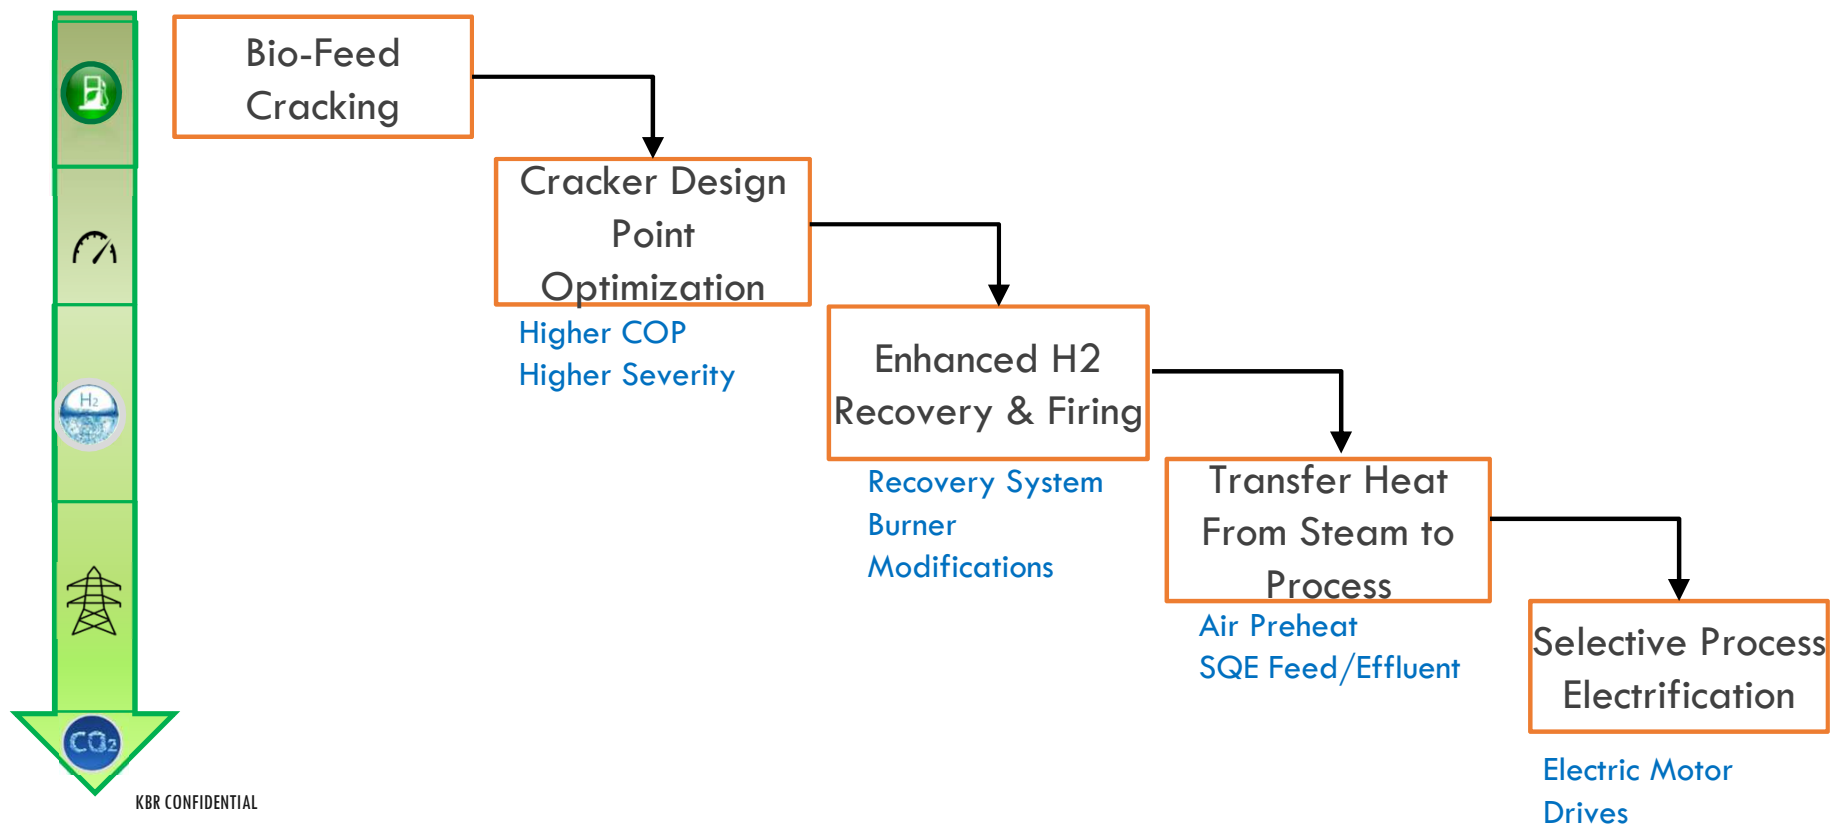 Bio-Feed
Cracking
Cracker Design
Point
Optimization
Higher COP
Higher Severity
Enhanced H2
Recovery & Firing
Recovery System
Burner
Modifications
Transfer Heat
From Steam to
Process
Air Preheat
SQE Feed/Effluent
Selective Process
Electrification
Electric Motor
Drives
H2
CO2
KBR CONFIDENTIAL